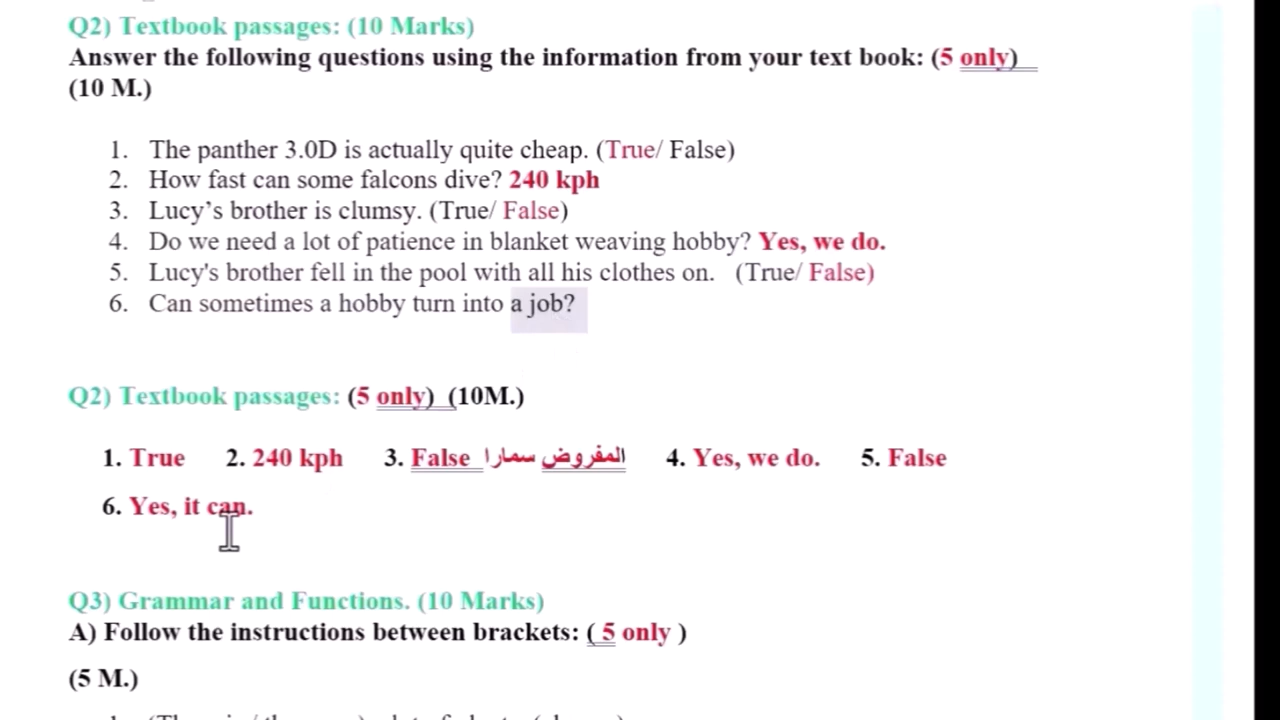 Q2) Textbook passages: (10 Marks)
Answer the following questions using the information from your text book: (5 only)
(10 M.)
1. The panther 3.0D is actually quite cheap. (True/ False)
2. How fast can some falcons dive? 240 kph
3. Lucy’s brother is clumsy. (True/ False)
4. Do we need a lot of patience in blanket weaving hobby? Yes, we do.
5. Lucy's brother fell in the pool with all his clothes on. (True/ False)
6. Can sometimes a hobby turn into a job?
Q2) Textbook passages: (5 only) (10M.)
1. True 2. 240 kph 3. False المفروض سمارا 4. Yes, we do. 5. False
6. Yes, it can.
Q3) Grammar and Functions. (10 Marks)
A) Follow the instructions between brackets: ( 5 only )
(5 M.)